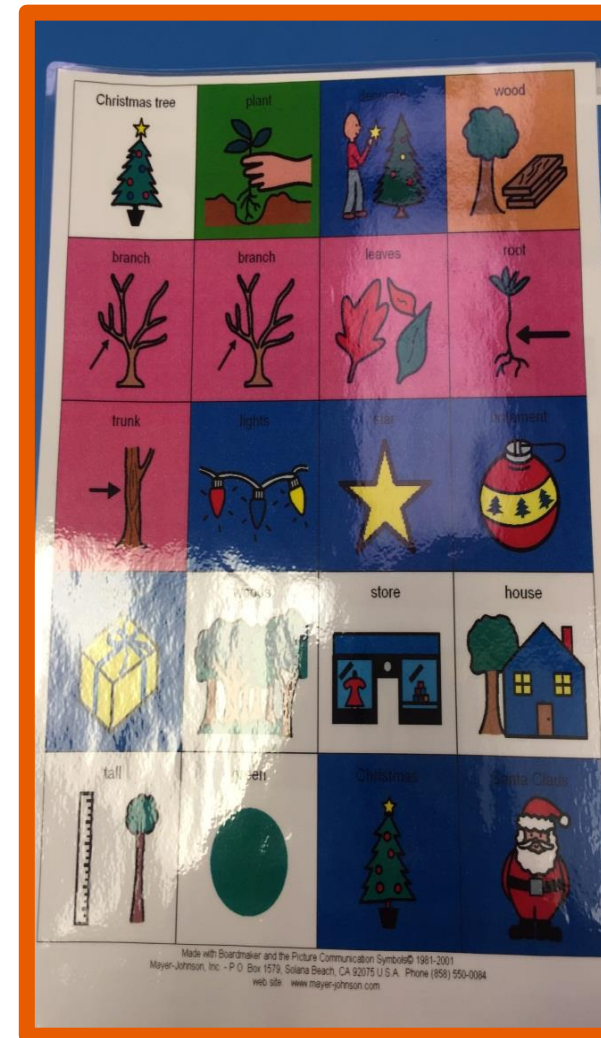 Christmas tree
plant
decorate
wood
branch
branch
leaves
root
trunk
lights
star
ornament
woods
store
house
tall
green
Christmas
Santa Claus
Made with Boardmaker and the Picture Communication Symbols© 1981-2001
Mayer-Johnson, Inc. - P.O. Box 1579, Solana Beach, CA 92075 U.S.A. Phone (858) 550-0084
web site www.mayer-johnson.com